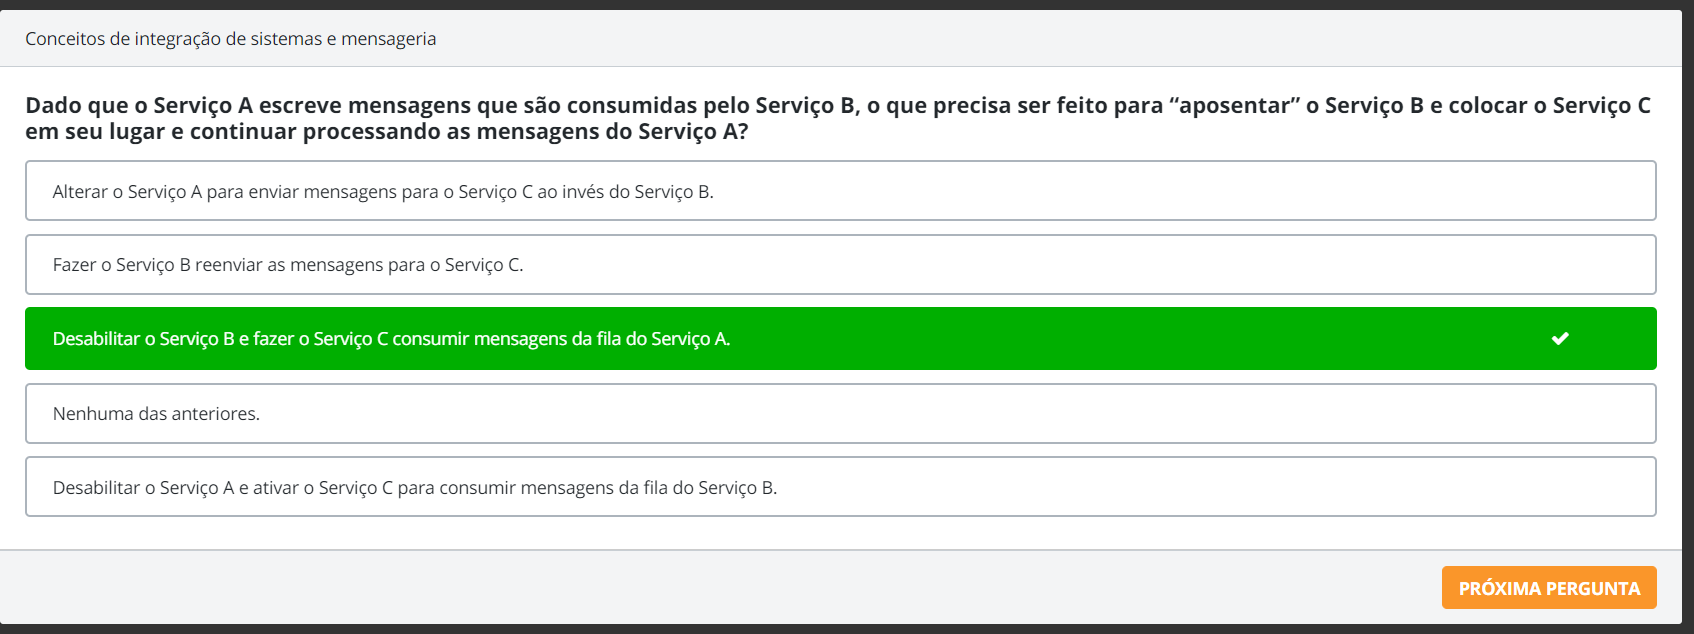 Conceitos de integração de sistemas e mensageria
Dado que o Serviço A escreve mensagens que são consumidas pelo Serviço B, o que precisa ser feito para “aposentar” o Serviço B e colocar o Serviço C
em seu lugar e continuar processando as mensagens do Serviço A?
Alterar o Serviço A para enviar mensagens para o Serviço C ao invés do Serviço B.
Fazer o Serviço B reenviar as mensagens para o Serviço C.
Desabilitar o Serviço B e fazer o Serviço C consumir mensagens da fila do Serviço A.
Nenhuma das anteriores.
Desabilitar o Serviço A e ativar o Serviço C para consumir mensagens da fila do Serviço B.
PRÓXIMA PERGUNTA